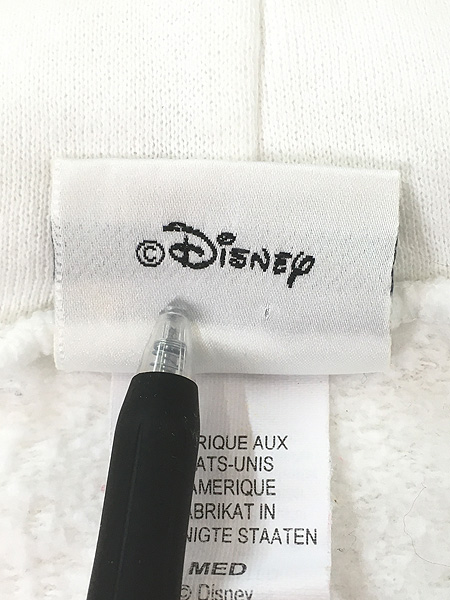 © Disney
RIQUE AUX
ATS-UNIS
AMERIQUE
ABRIKAT IN
NIGTE STAATEN
MED
© Disney